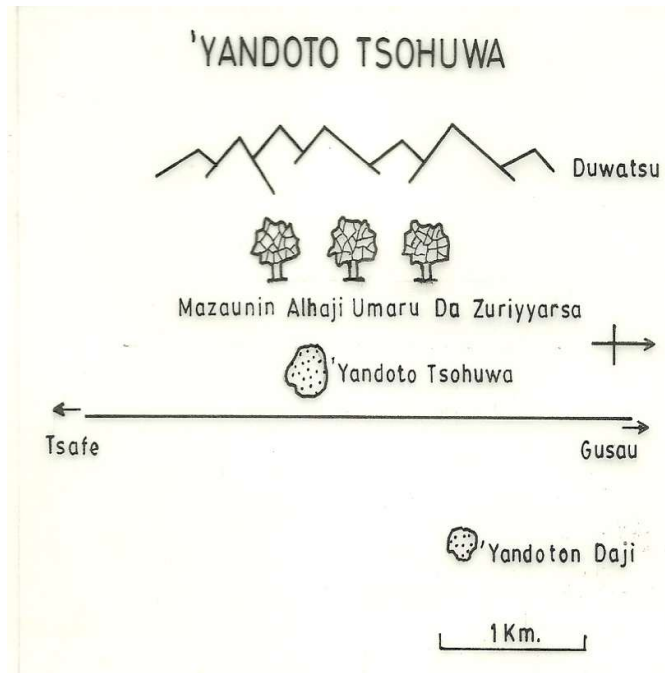 'YANDOTO TSOHUWA
Duwatsu
Mazaunin Alhaji Umaru Da Zuriyyarsa
'Yandoto Tsohuwa
Tsafe
Gusau
'Yandoton Daji
1Km.